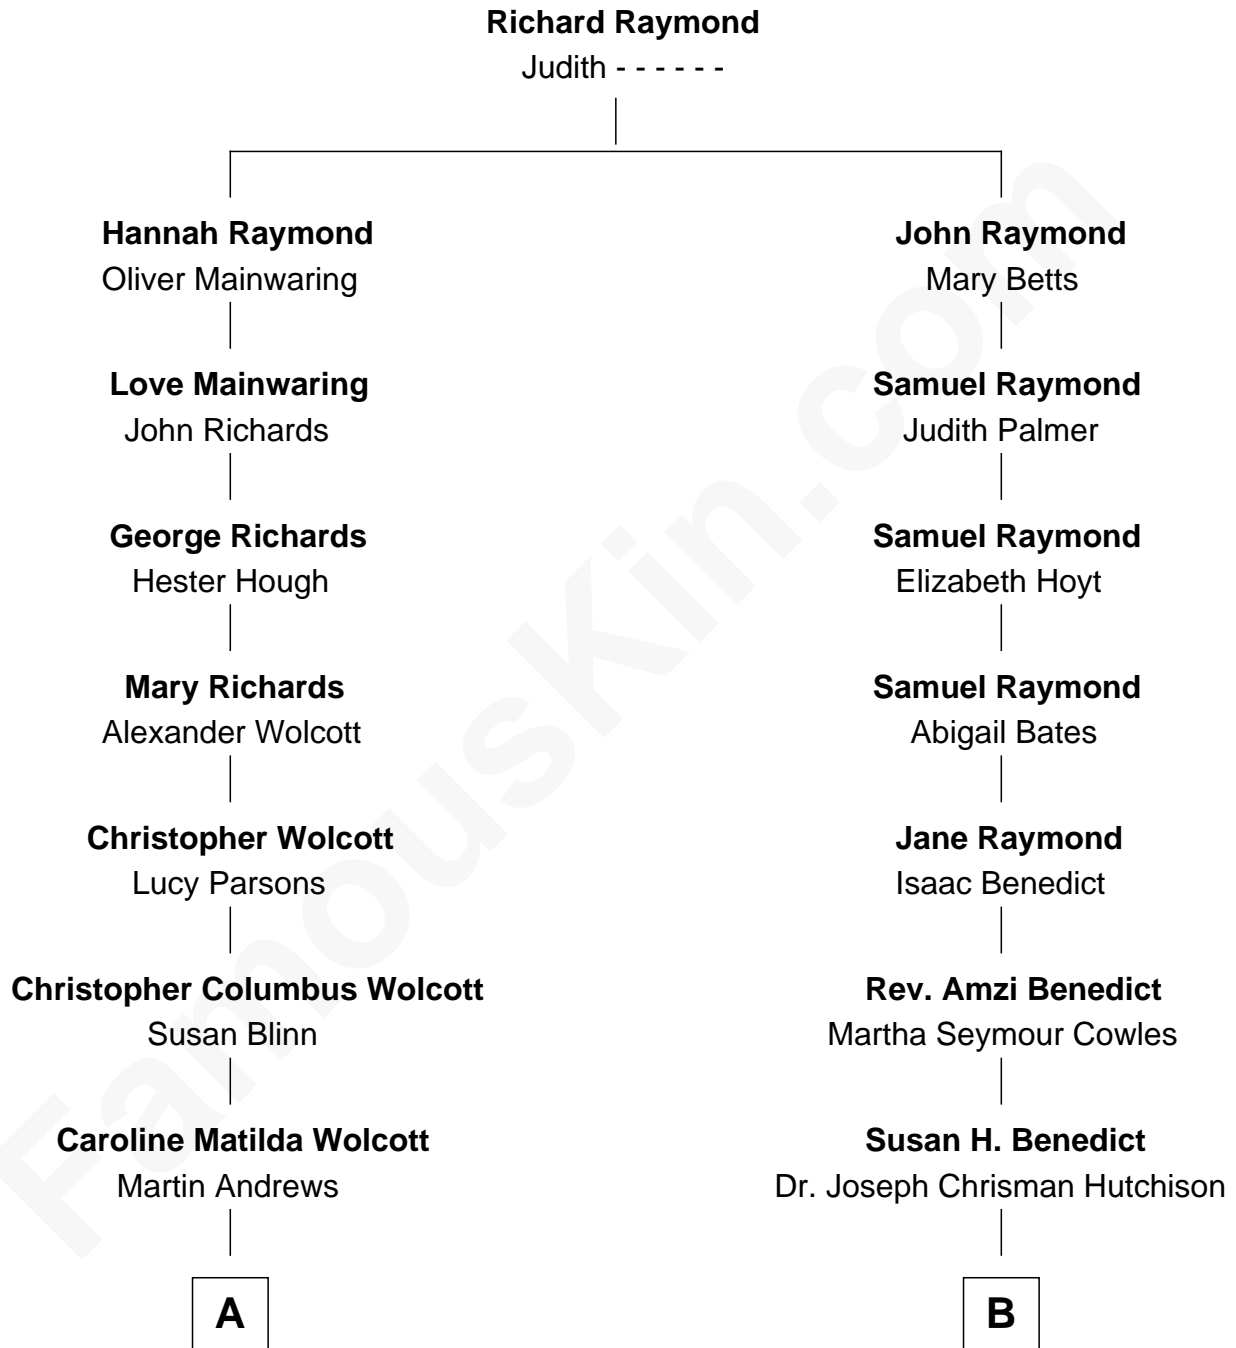 Richard Raymond
Judith - - - - - -
Hannah Raymond
Oliver Mainwaring
John Raymond
Mary Betts
Love Mainwaring
John Richards
Samuel Raymond
Judith Palmer
George Richards
Hester Hough
Samuel Raymond
Elizabeth Hoyt
Mary Richards
Alexander Wolcott
Samuel Raymond
Abigail Bates
Christopher Wolcott
Lucy Parsons
Jane Raymond
Isaac Benedict
Christopher Columbus Wolcott
Susan Blinn
Rev. Amzi Benedict
Martha Seymour Cowles
Caroline Matilda Wolcott
Martin Andrews
Susan H. Benedict
Dr. Joseph Chrisman Hutchison
A
B
FamousKin.com